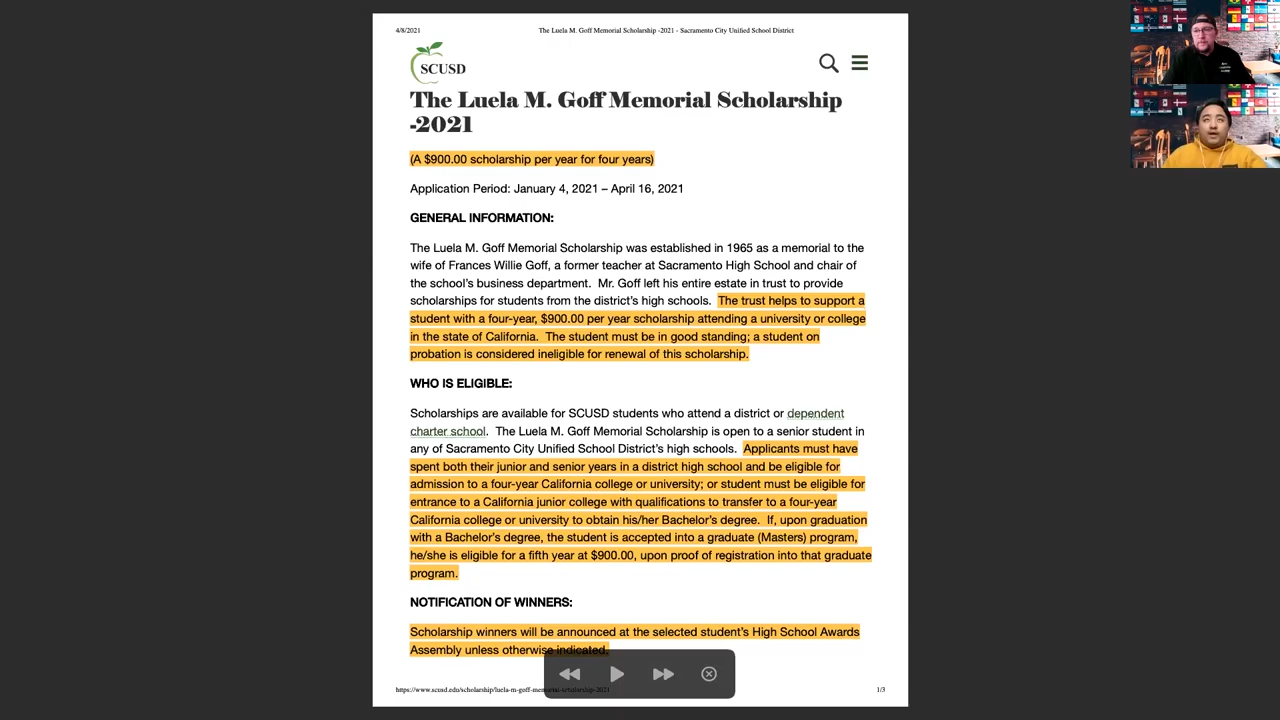 4/8/2021
The Luela M. Goff Memorial Scholarship -2021 - Sacramento City Unified School District
SCUSD
The Luela M. Goff Memorial Scholarship
-2021
(A $900.00 scholarship per year for four years)
Application Period: January 4, 2021 – April 16, 2021
GENERAL INFORMATION:
The Luela M. Goff Memorial Scholarship was established in 1965 as a memorial to the
wife of Frances Willie Goff, a former teacher at Sacramento High School and chair of
the school’s business department.  Mr. Goff left his entire estate in trust to provide
scholarships for students from the district’s high schools.  The trust helps to support a
student with a four-year, $900.00 per year scholarship attending a university or college
in the state of California.  The student must be in good standing; a student on
probation is considered ineligible for renewal of this scholarship.
WHO IS ELIGIBLE:
Scholarships are available for SCUSD students who attend a district or dependent
charter school.  The Luela M. Goff Memorial Scholarship is open to a senior student in
any of Sacramento City Unified School District’s high schools.  Applicants must have
spent both their junior and senior years in a district high school and be eligible for
admission to a four-year California college or university; or student must be eligible for
entrance to a California junior college with qualifications to transfer to a four-year
California college or university to obtain his/her Bachelor’s degree.  If, upon graduation
with a Bachelor’s degree, the student is accepted into a graduate (Masters) program,
he/she is eligible for a fifth year at $900.00, upon proof of registration into that graduate
program.
NOTIFICATION OF WINNERS:
Scholarship winners will be announced at the selected student’s High School Awards
Assembly unless otherwise indicated.
https://www.scusd.edu/scholarship/luela-m-goff-memorial-scholarship-2021
1/3